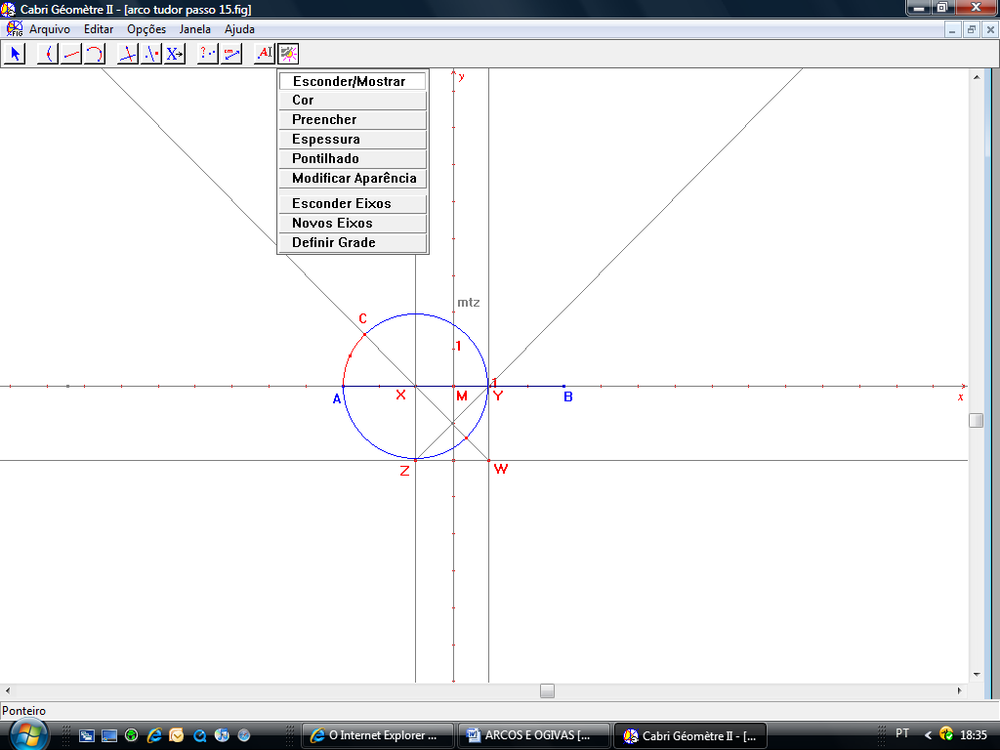 Cabri Géomètre II - [arco tudor passo 15.fig]
Arquivo Editar Opções Janela Ajuda
Esconder/Mostrar
Cor
Preencher
Espessura
Pontilhado
Modificar Aparência
Esconder Eixos
Novos Eixos
Definir Grade
y
mtz
C
1
1
A X M Y B x
Z W
Ponteiro
O Internet Explorer ... ARCOS E OGIVAS [... Cabri Géomètre II - [... PT 18:35